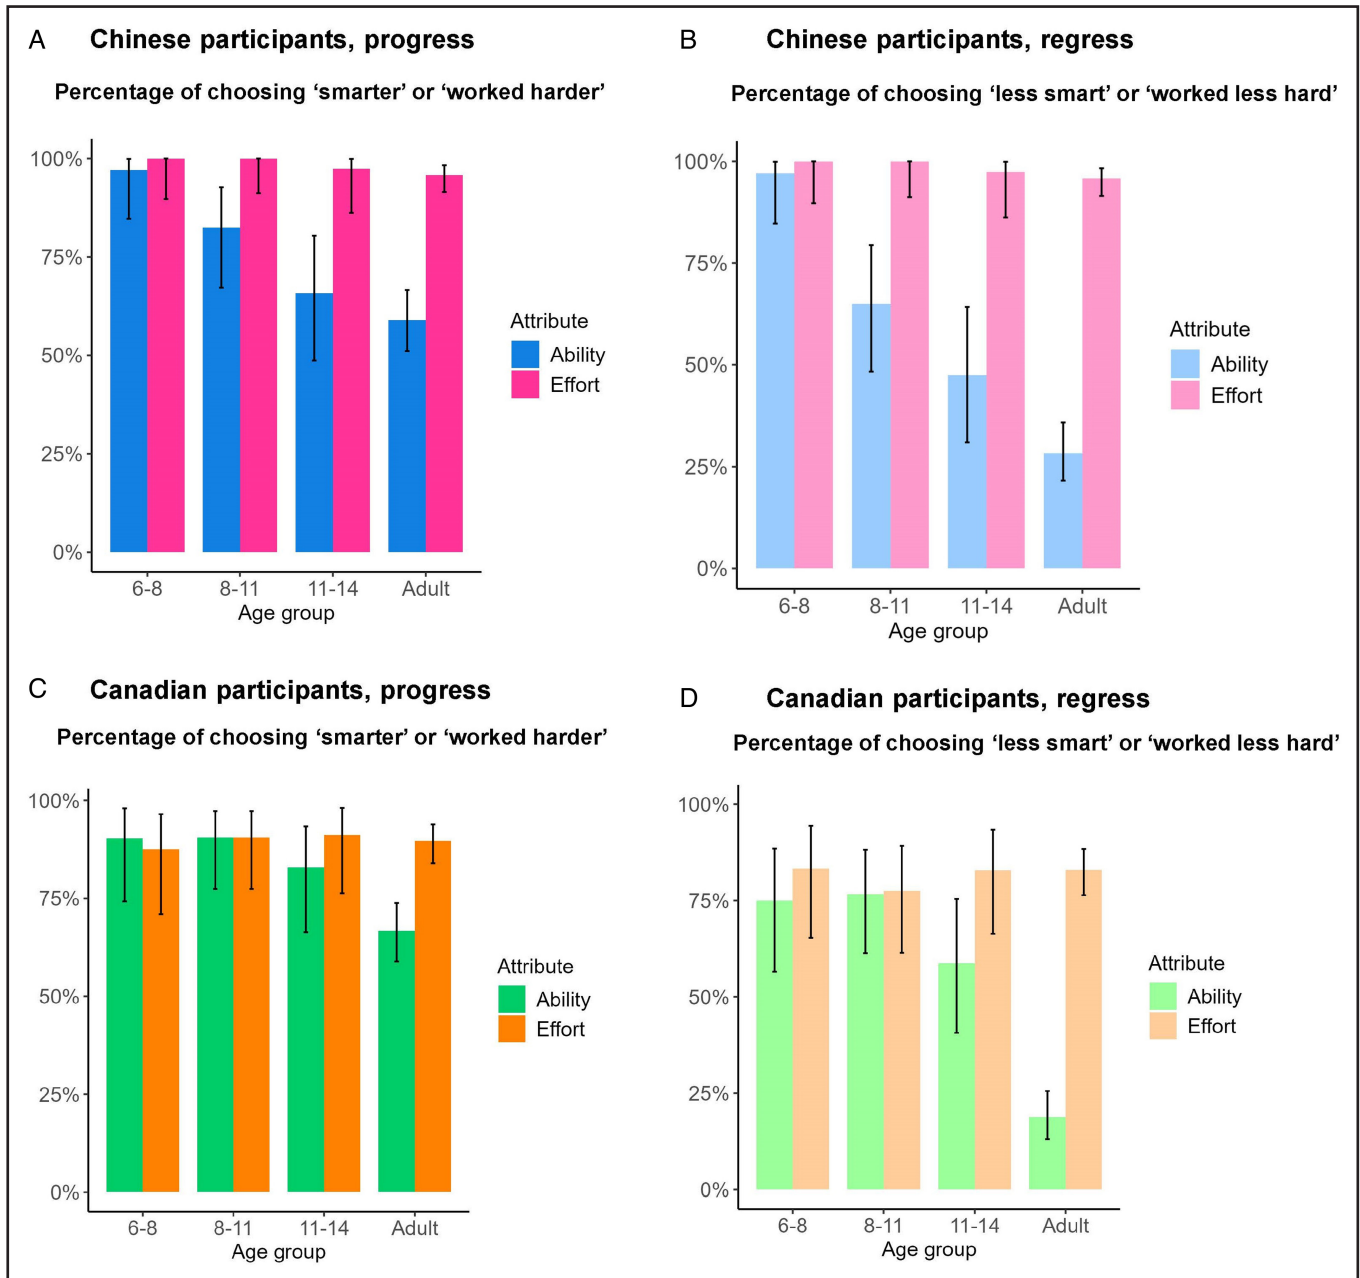 A Chinese participants, progress
Percentage of choosing ‘smarter’ or ‘worked harder’
100%
75%
50%
25%
0%
6-8 8-11 11-14 Adult
Age group
Attribute
Ability
Effort
B Chinese participants, regress
Percentage of choosing ‘less smart’ or ‘worked less hard’
100%
75%
50%
25%
0%
6-8 8-11 11-14 Adult
Age group
Attribute
Ability
Effort
C Canadian participants, progress
Percentage of choosing ‘smarter’ or ‘worked harder’
100%
75%
50%
25%
0%
6-8 8-11 11-14 Adult
Age group
Attribute
Ability
Effort
D Canadian participants, regress
Percentage of choosing ‘less smart’ or ‘worked less hard’
100%
75%
50%
25%
0%
6-8 8-11 11-14 Adult
Age group
Attribute
Ability
Effort